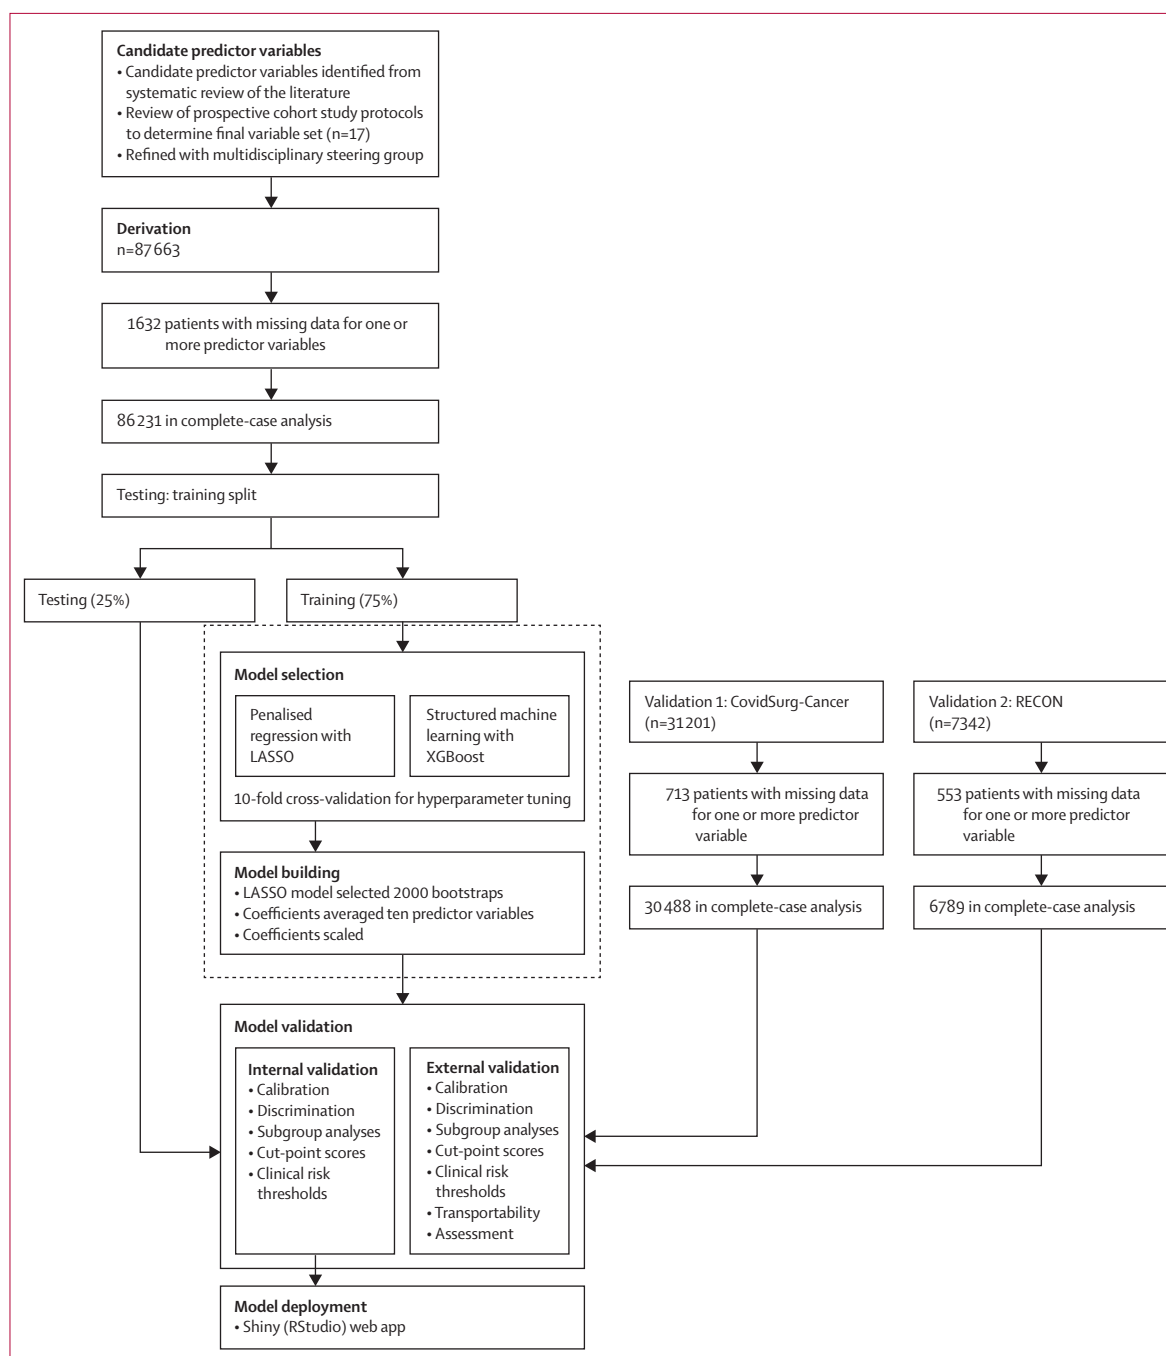 Candidate predictor variables
• Candidate predictor variables identified from
systematic review of the literature
• Review of prospective cohort study protocols
to determine final variable set (n=17)
• Refined with multidisciplinary steering group
Derivation
n=87 663
1632 patients with missing data for one or
more predictor variables
86 231 in complete-case analysis
Testing: training split
Testing (25%)
Training (75%)
Model selection
Penalised
regression with
LASSO
Structured machine
learning with
XGBoost
10-fold cross-validation for hyperparameter tuning
Model building
• LASSO model selected 2000 bootstraps
• Coefficients averaged ten predictor variables
• Coefficients scaled
Validation 1: CovidSurg-Cancer
(n=31 201)
713 patients with missing data
for one or more predictor
variable
30 488 in complete-case analysis
Validation 2: RECON
(n=7342)
553 patients with missing data
for one or more predictor
variable
6789 in complete-case analysis
Model validation
Internal validation
• Calibration
• Discrimination
• Subgroup analyses
• Cut-point scores
• Clinical risk
thresholds
External validation
• Calibration
• Discrimination
• Subgroup analyses
• Cut-point scores
• Clinical risk
thresholds
• Transportability
• Assessment
Model deployment
• Shiny (RStudio) web app